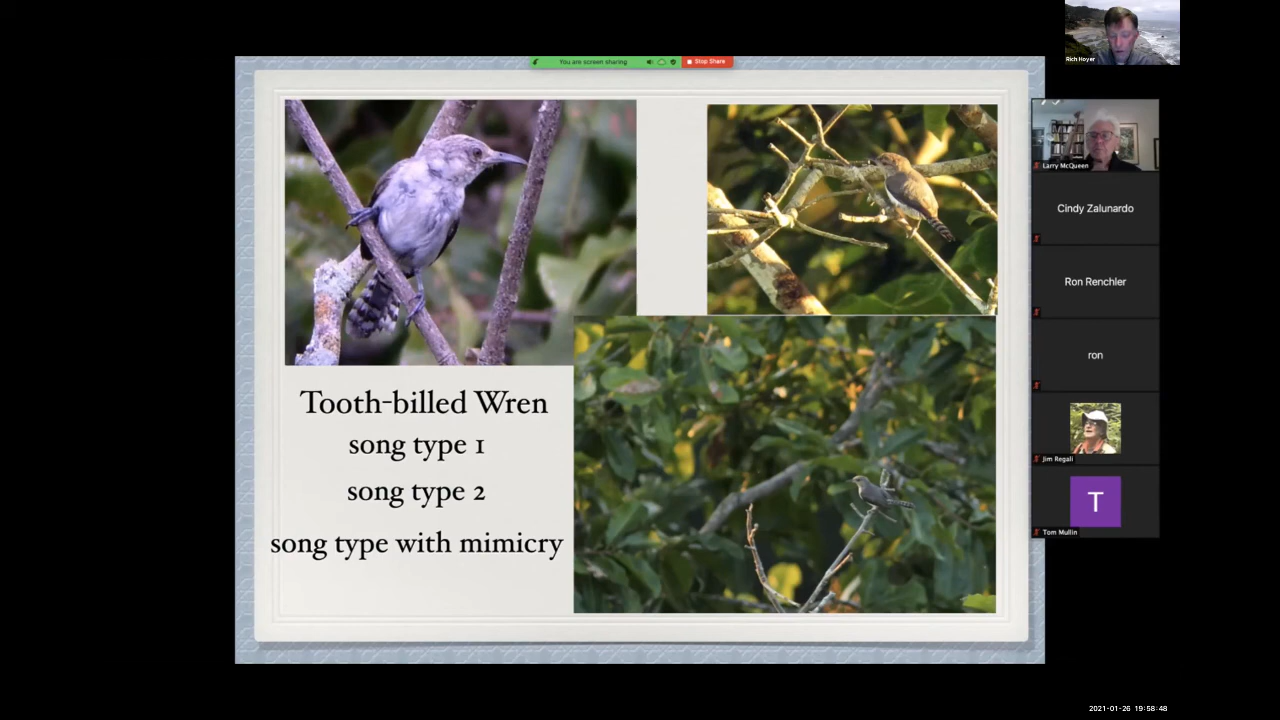 Rich Hoyer
You are screen sharing
Stop Share
Larry McQueen
Cindy Zalunardo
Ron Renchler
ron
Jim Regali
T
Tom Mullin
Tooth-billed Wren
song type 1
song type 2
song type with mimicry
2021-01-26 19:58:48